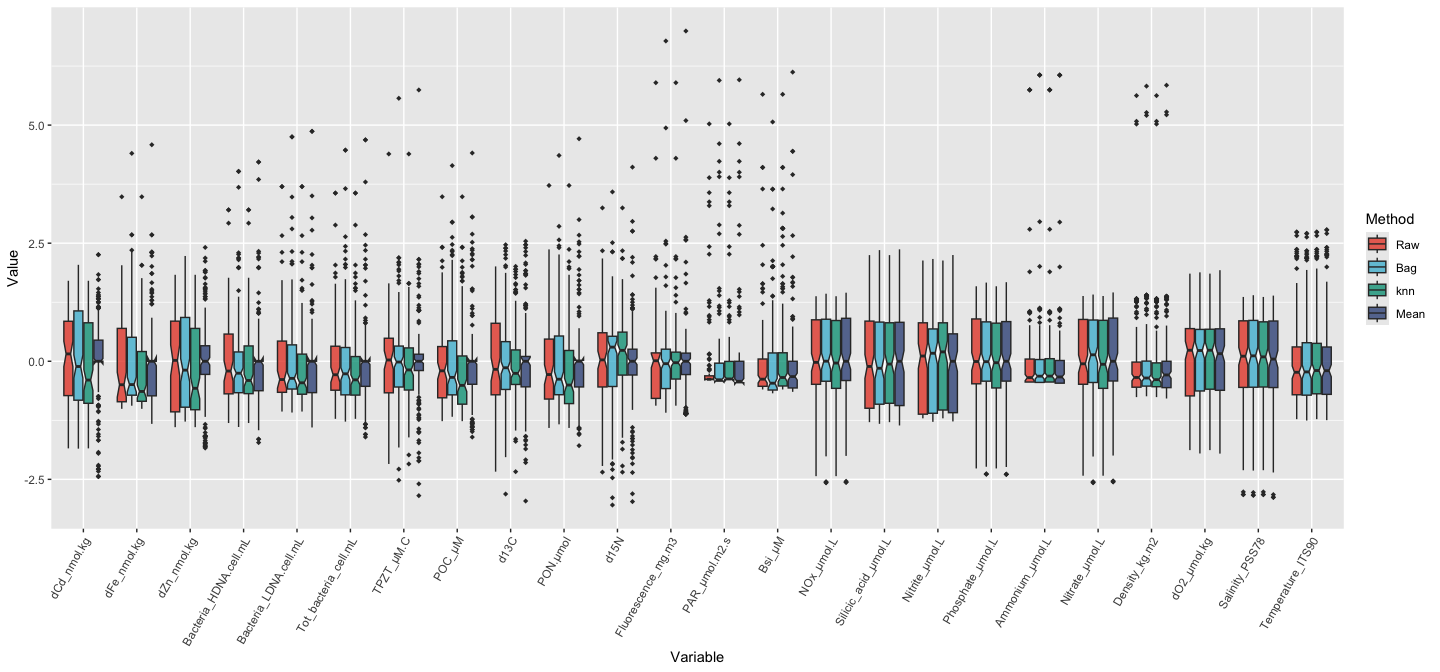 5.0
2.5
0.0
-2.5
Value
dCd_nmol.kg
dFe_nmol.kg
dZn_nmol.kg
Bacteria_HDNA.cell.mL
Bacteria_LDNA.cell.mL
Tot_bacteria_cell.mL
TPZT_µM.C
POC_µM
d13C
PON.µmol
d15N
Fluorescence_mg.m3
PAR_µmol.m2.s
Bsi_µM
NOx_µmol.L
Silicic_acid_µmol.L
Nitrite_µmol.L
Phosphate_µmol.L
Ammonium_µmol.L
Nitrate_µmol.L
Density_kg.m2
dO2_µmol.kg
Salinity_PSS78
Temperature_ITS90
Variable
Method
Raw
Bag
knn
Mean